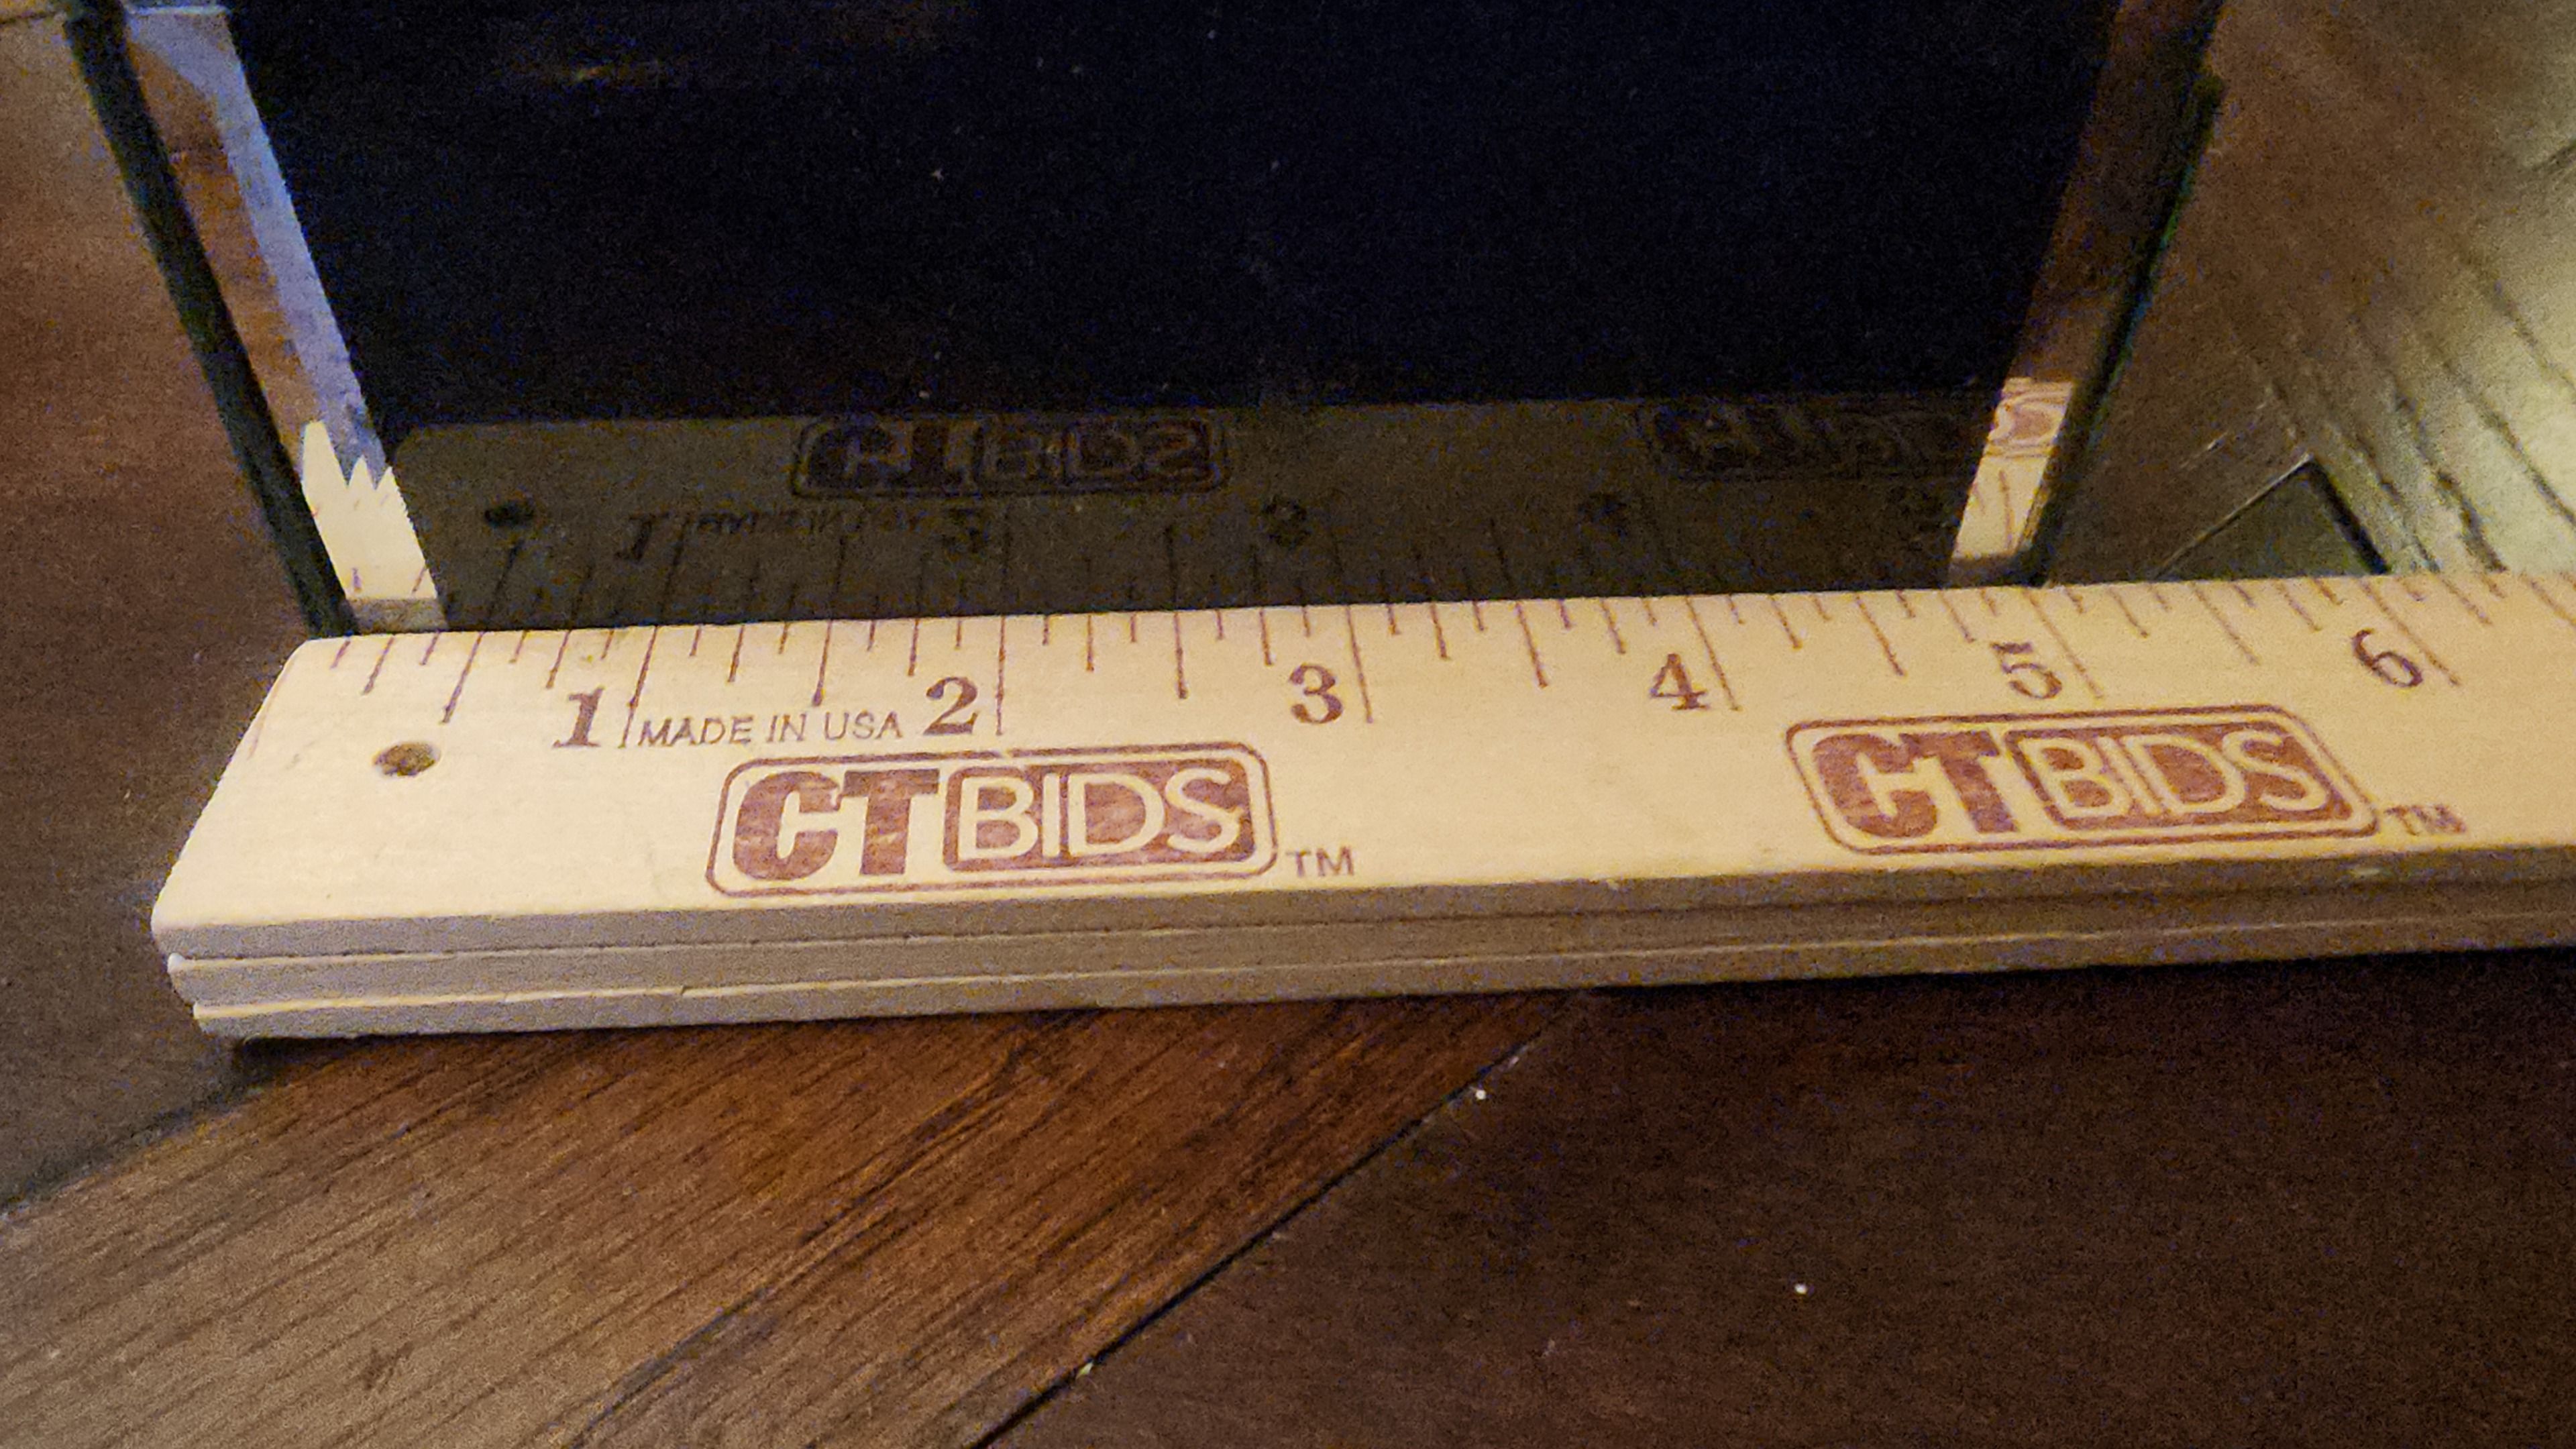 1 2 3 4 5 6
MADE IN USA
CTBIDS TM CTBIDS TM